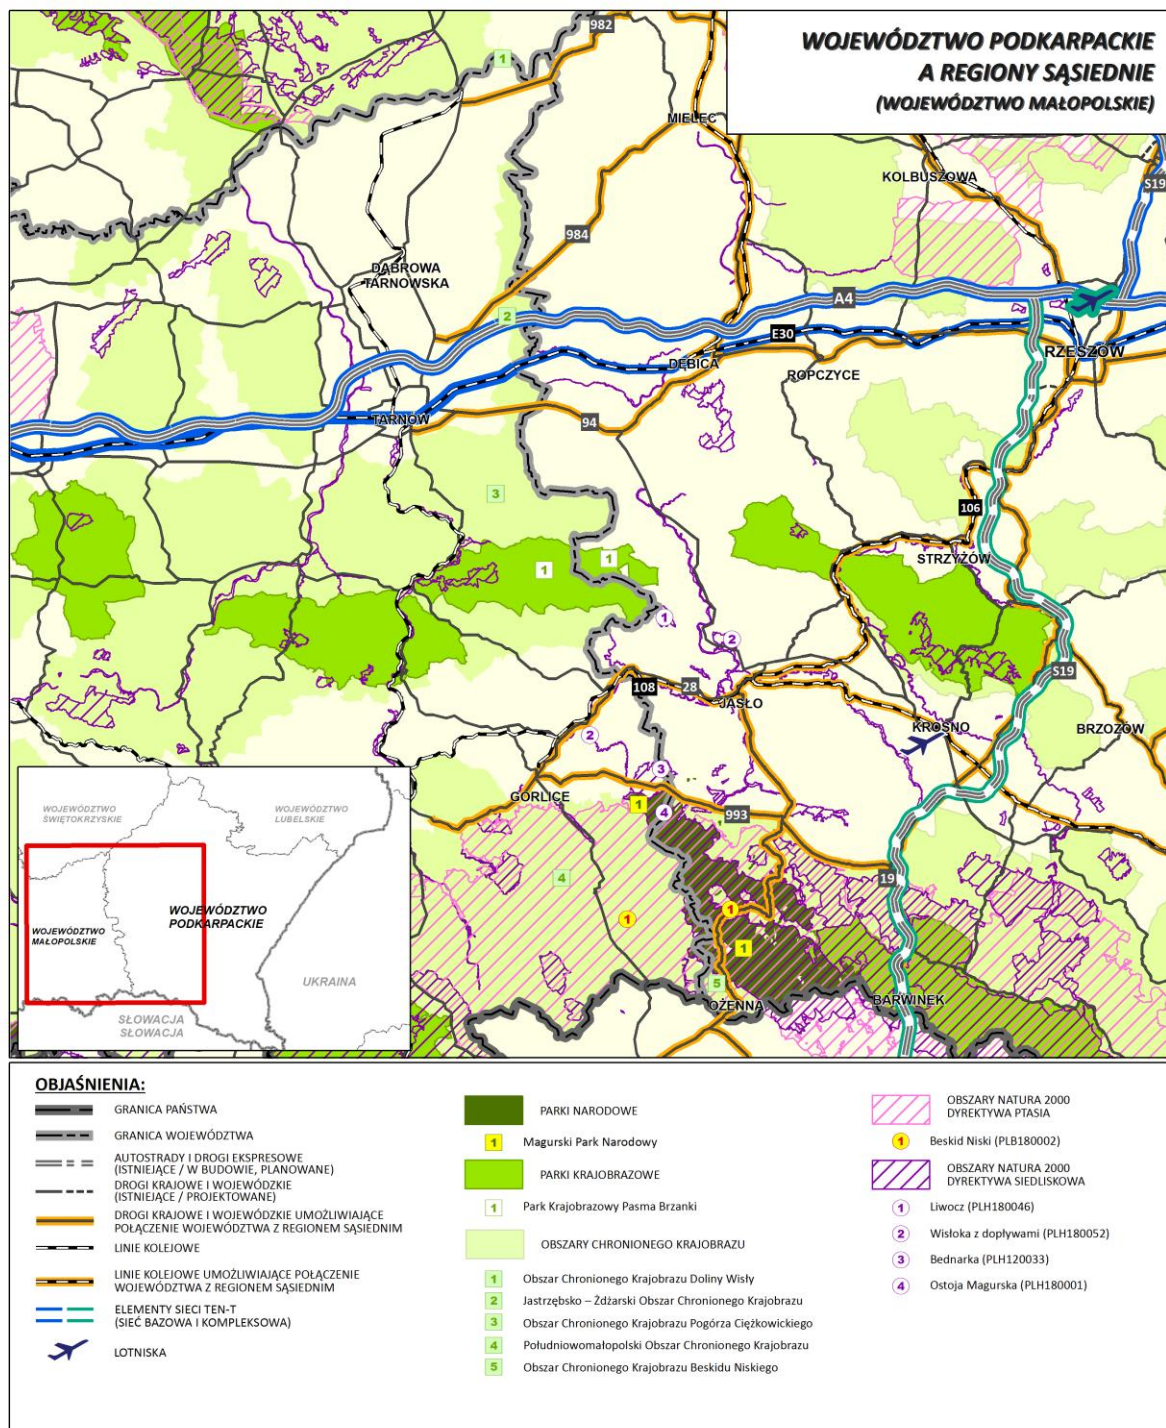 WOJEWÓDZTWO PODKARPACKIE
A REGIONY SĄSIEDNIE
(WOJEWÓDZTWO MAŁOPOLSKIE)
982
1
MIELEC
KOLBUSZOWA
S19
984
DĄBROWA
TARNOWSKA
A4
2
E30
RZESZÓW
DĘBICA
ROPCZYCE
TARNÓW
94
3
106
STRZYŻÓW
1
1
1
2
S19
108
28
JASŁO
KROSNO
BRZOZÓW
2
3
GORLICE
1
4
993
4
19
1
1
1
5
OŻENNA
BARWINEK
WOJEWÓDZTWO
ŚWIĘTOKRZYSKIE
WOJEWÓDZTWO
LUBELSKIE
WOJEWÓDZTWO
PODKARPACKIE
WOJEWÓDZTWO
MAŁOPOLSKIE
UKRAINA
SŁOWACJA
SŁOWACJA
OBJAŚNIENIA:
GRANICA PAŃSTWA
GRANICA WOJEWÓDZTWA
AUTOSTRADY I DROGI EKSPRESOWE
(ISTNIEJĄCE / W BUDOWIE, PLANOWANE)
DROGI KRAJOWE I WOJEWÓDZKIE
(ISTNIEJĄCE / PROJEKTOWANE)
DROGI KRAJOWE I WOJEWÓDZKIE UMOŻLIWIAJĄCE
POŁĄCZENIE WOJEWÓDZTWA Z REGIONEM SĄSIEDNIM
LINIE KOLEJOWE
LINIE KOLEJOWE UMOŻLIWIAJĄCE POŁĄCZENIE
WOJEWÓDZTWA Z REGIONEM SĄSIEDNIM
ELEMENTY SIECI TEN-T
(SIEĆ BAZOWA I KOMPLEKSOWA)
LOTNISKA
PARKI NARODOWE
1 Magurski Park Narodowy
PARKI KRAJOBRAZOWE
1 Park Krajobrazowy Pasma Brzanki
OBSZARY CHRONIONEGO KRAJOBRAZU
1 Obszar Chronionego Krajobrazu Doliny Wisły
2 Jastrzębsko – Żdżarski Obszar Chronionego Krajobrazu
3 Obszar Chronionego Krajobrazu Pogórza Ciężkowickiego
4 Południowomałopolski Obszar Chronionego Krajobrazu
5 Obszar Chronionego Krajobrazu Beskidu Niskiego
OBSZARY NATURA 2000
DYREKTYWA PTASIA
1 Beskid Niski (PLB180002)
OBSZARY NATURA 2000
DYREKTYWA SIEDLISKOWA
1 Liwocz (PLH180046)
2 Wisłoka z dopływami (PLH180052)
3 Bednarka (PLH120033)
4 Ostoja Magurska (PLH180001)